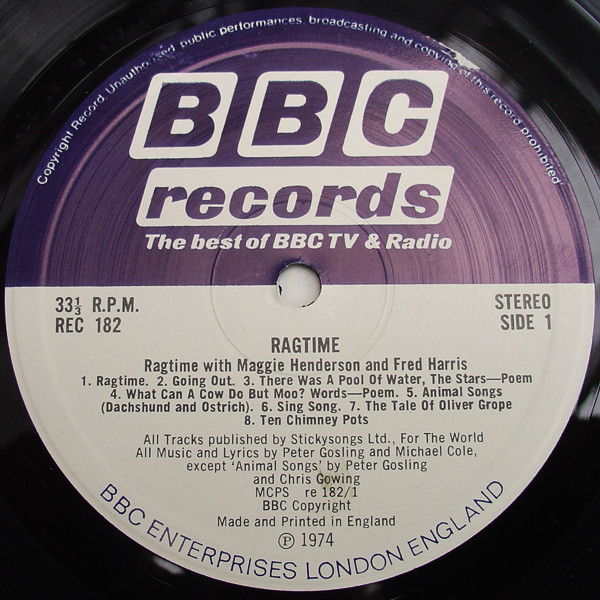 Copyright Record. Unauthorised, public performances, broadcasting and copying of this record prohibited.
BBC
records
The best of BBC TV & Radio
33⅓ R.P.M.
REC 182
STEREO
SIDE 1
RAGTIME
Ragtime with Maggie Henderson and Fred Harris
1. Ragtime. 2. Going Out. 3. There Was A Pool Of Water, The Stars—Poem
4. What Can A Cow Do But Moo? Words—Poem. 5. Animal Songs
(Dachshund and Ostrich). 6. Sing Song. 7. The Tale Of Oliver Grope
8. Ten Chimney Pots
All Tracks published by Stickysongs Ltd., For The World
All Music and Lyrics by Peter Gosling and Michael Cole,
except 'Animal Songs' by Peter Gosling
and Chris Gowing
MCPS re 182/1
BBC Copyright
Made and Printed in England
℗ 1974
BBC ENTERPRISES LONDON ENGLAND